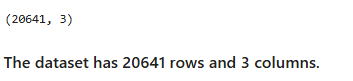 (20641, 3)
The dataset has 20641 rows and 3 columns.